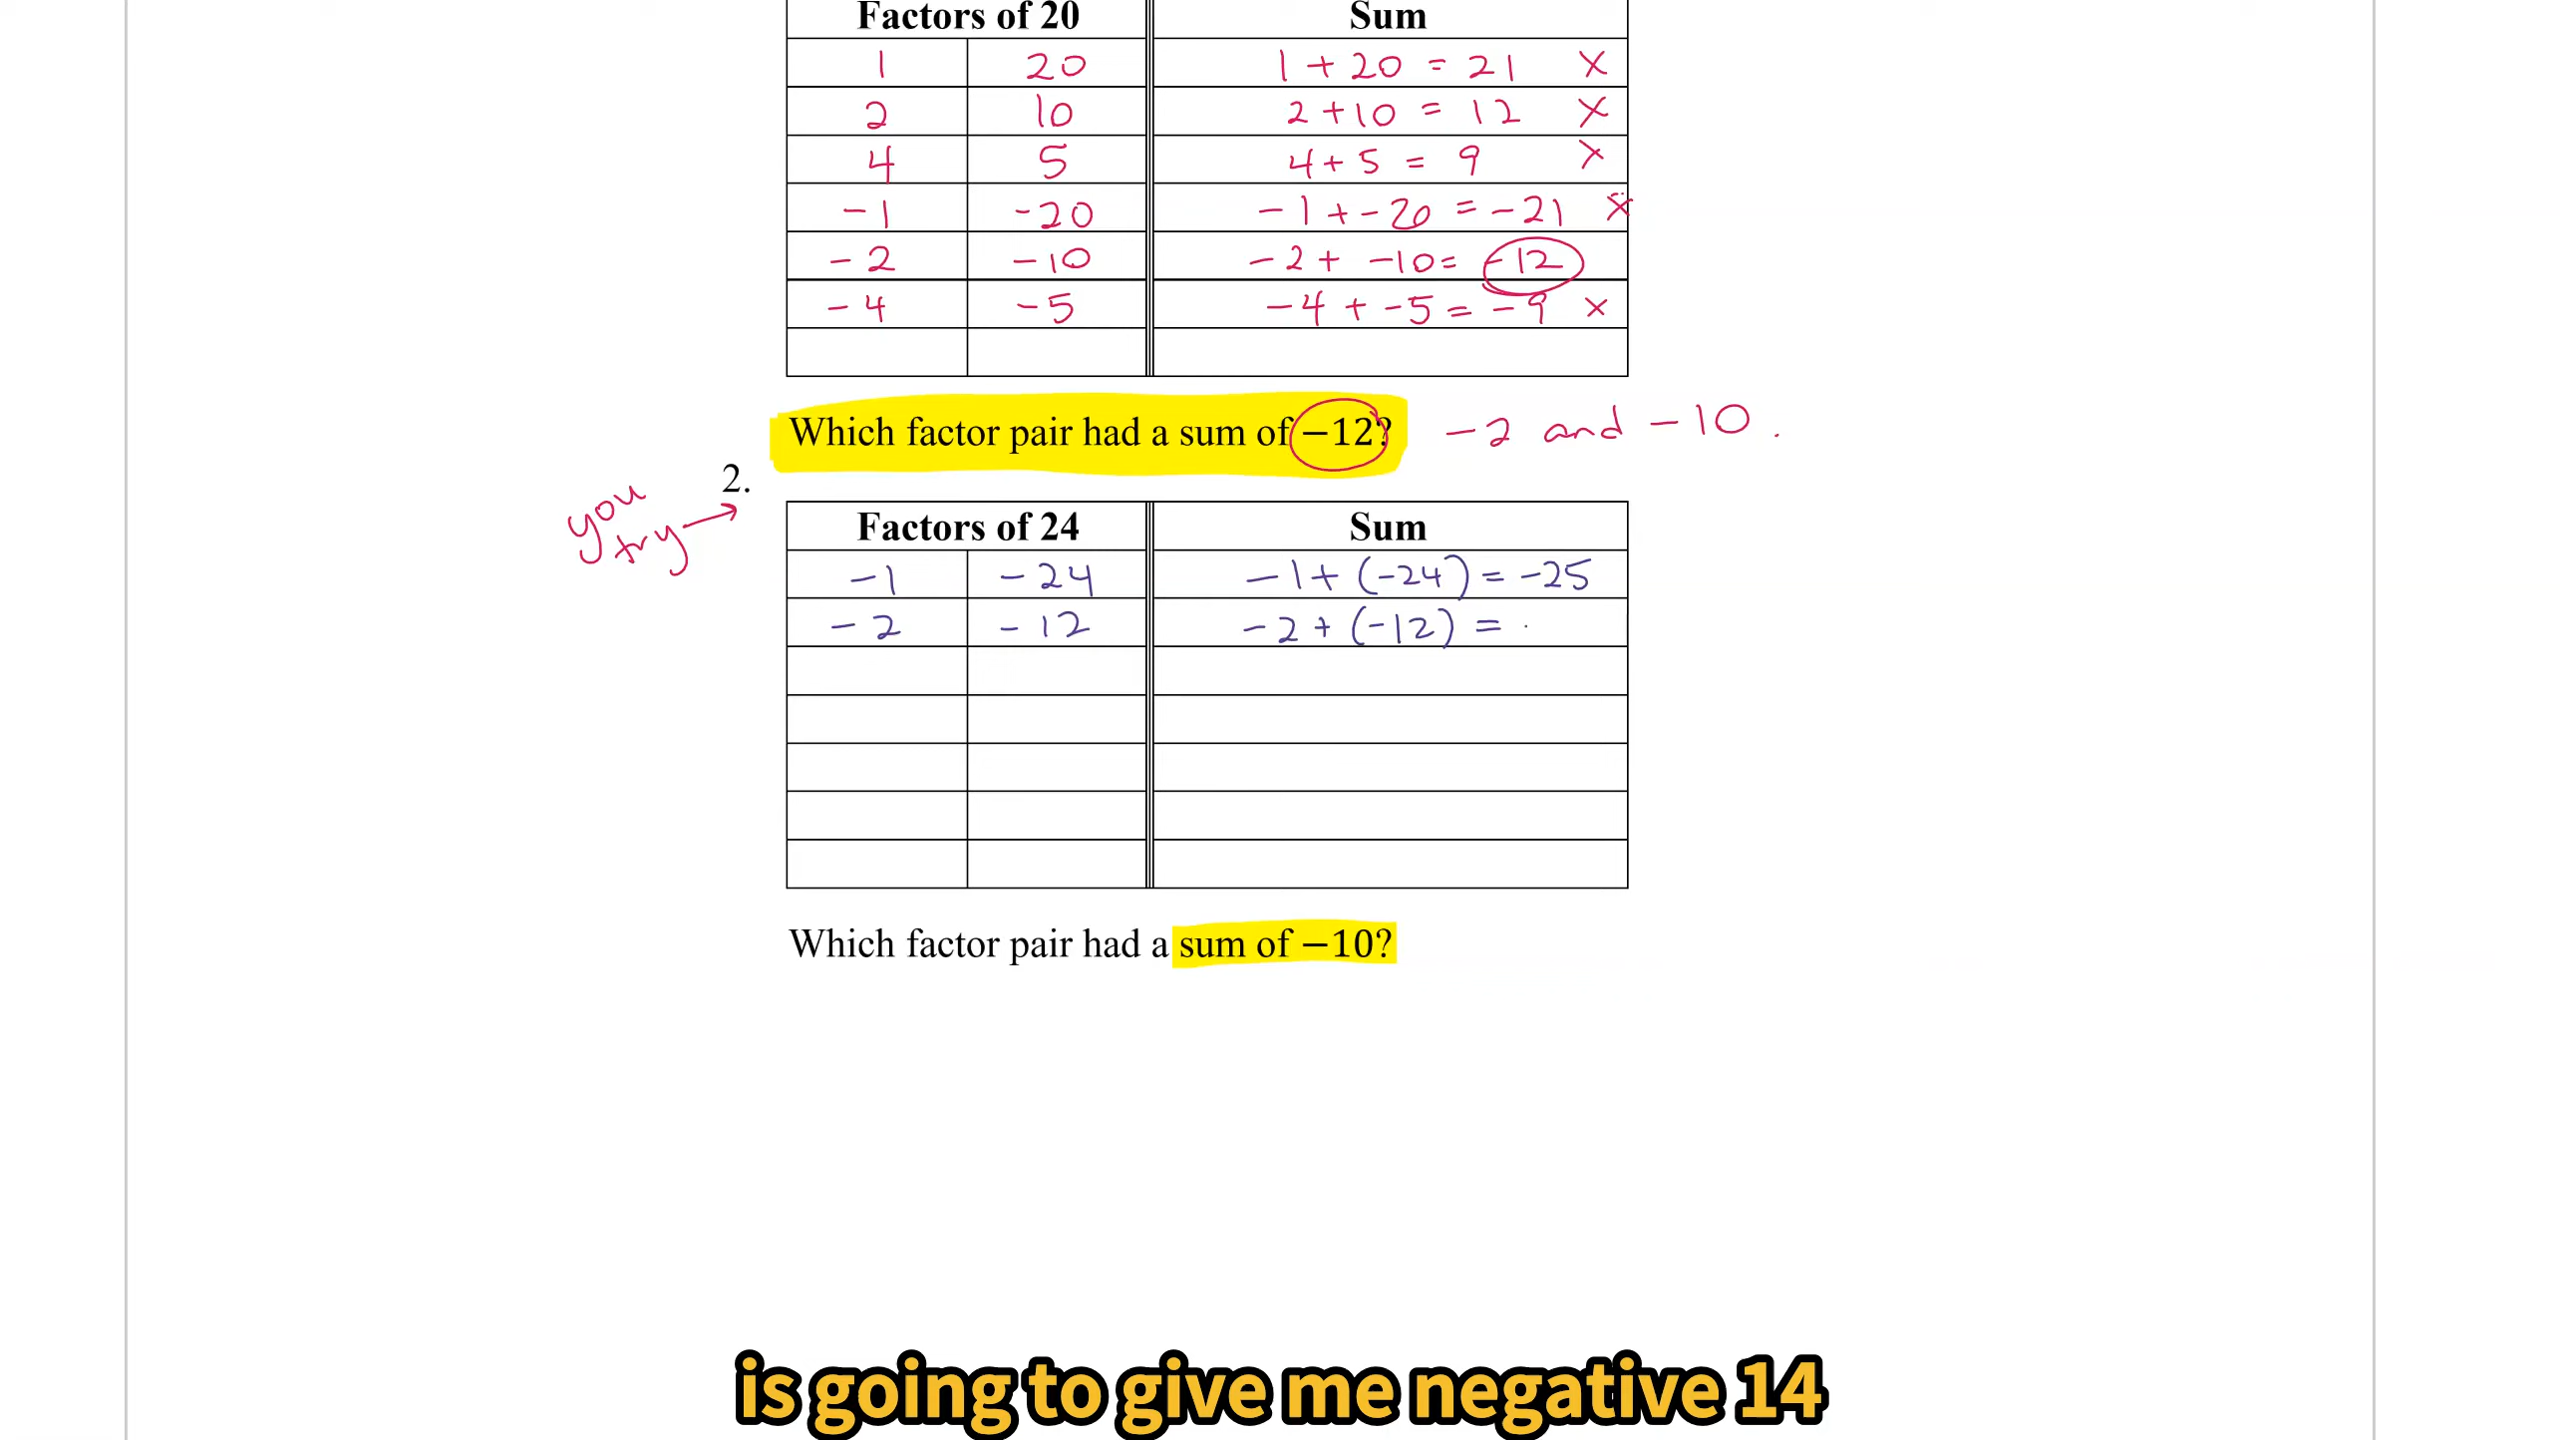 Factors of 20 Sum
1 20 1 + 20 = 21 X
2 10 2 + 10 = 12 X
4 5 4 + 5 = 9 X
-1 -20 -1 + -20 = -21 X
-2 -10 -2 + -10 = -12
-4 -5 -4 + -5 = -9 X
Which factor pair had a sum of −12? -2 and -10.
2.
you
try →
Factors of 24 Sum
-1 -24 -1 + (-24) = -25
-2 -12 -2 + (-12) =
Which factor pair had a sum of −10?
is going to give me negative 14